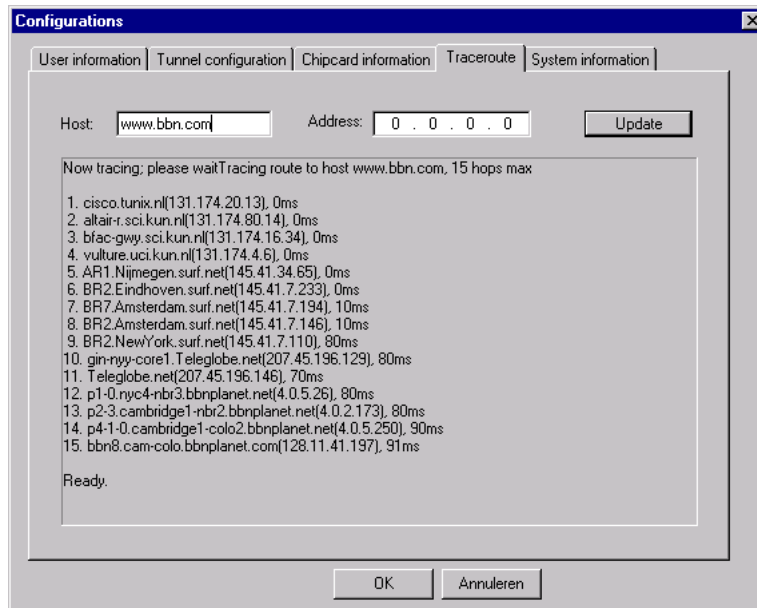 Configurations
User information
Tunnel configuration
Chipcard information
Traceroute
System information
Host: www.bbn.com Address: 0 . 0 . 0 . 0 Update
Now tracing; please waitTracing route to host www.bbn.com, 15 hops max
1. cisco.tunix.nl(131.174.20.13), 0ms
2. altair-r.sci.kun.nl(131.174.80.14), 0ms
3. bfac-gwy.sci.kun.nl(131.174.16.34), 0ms
4. vulture.uci.kun.nl(131.174.4.6), 0ms
5. AR1.Nijmegen.surf.net(145.41.34.65), 0ms
6. BR2.Eindhoven.surf.net(145.41.7.233), 0ms
7. BR7.Amsterdam.surf.net(145.41.7.194), 10ms
8. BR2.Amsterdam.surf.net(145.41.7.146), 10ms
9. BR2.NewYork.surf.net(145.41.7.110), 80ms
10. gin-nyy-core1.Teleglobe.net(207.45.196.129), 80ms
11. Teleglobe.net(207.45.196.146), 70ms
12. p1-0.nyc4-nbr3.bbnplanet.net(4.0.5.26), 80ms
13. p2-3.cambridge1-nbr2.bbnplanet.net(4.0.2.173), 80ms
14. p4-1-0.cambridge1-colo2.bbnplanet.net(4.0.5.250), 90ms
15. bbn8.cam-colo.bbnplanet.com(128.11.41.197), 91ms
Ready.
OK Annuleren